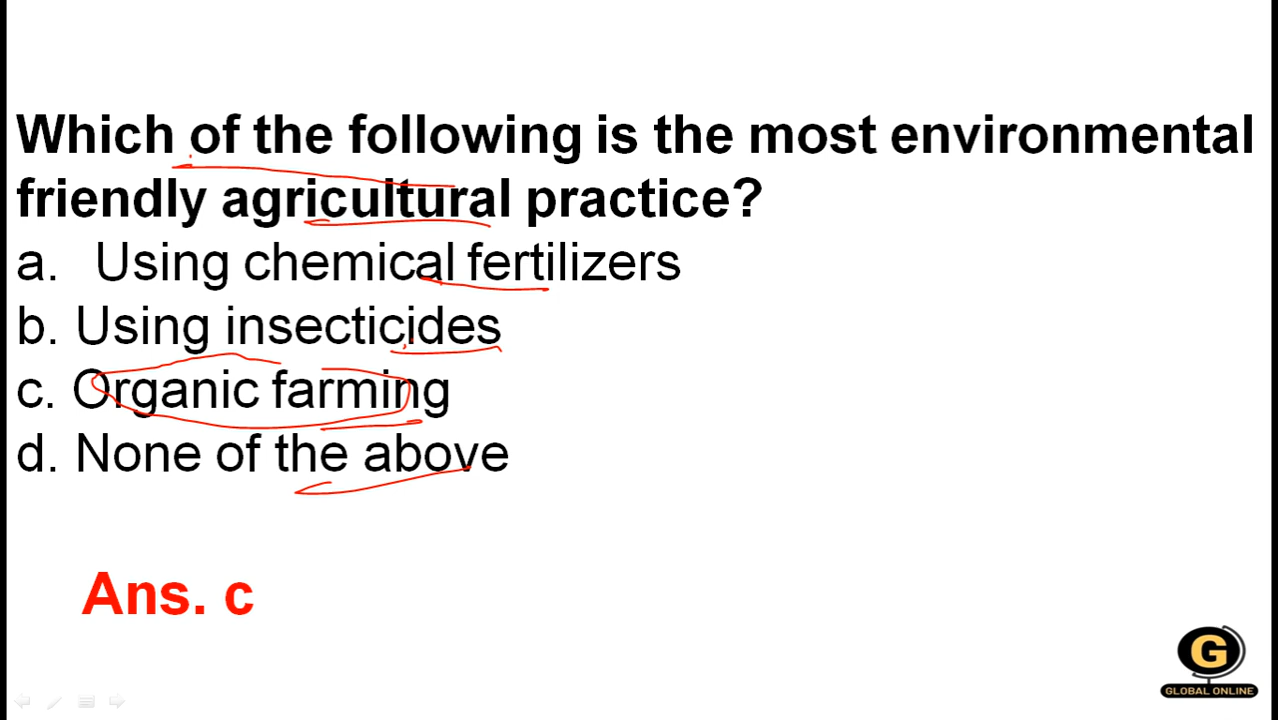 Which of the following is the most environmental
friendly agricultural practice?
a. Using chemical fertilizers
b. Using insecticides
c. Organic farming
d. None of the above
Ans. c
G
GLOBAL ONLINE